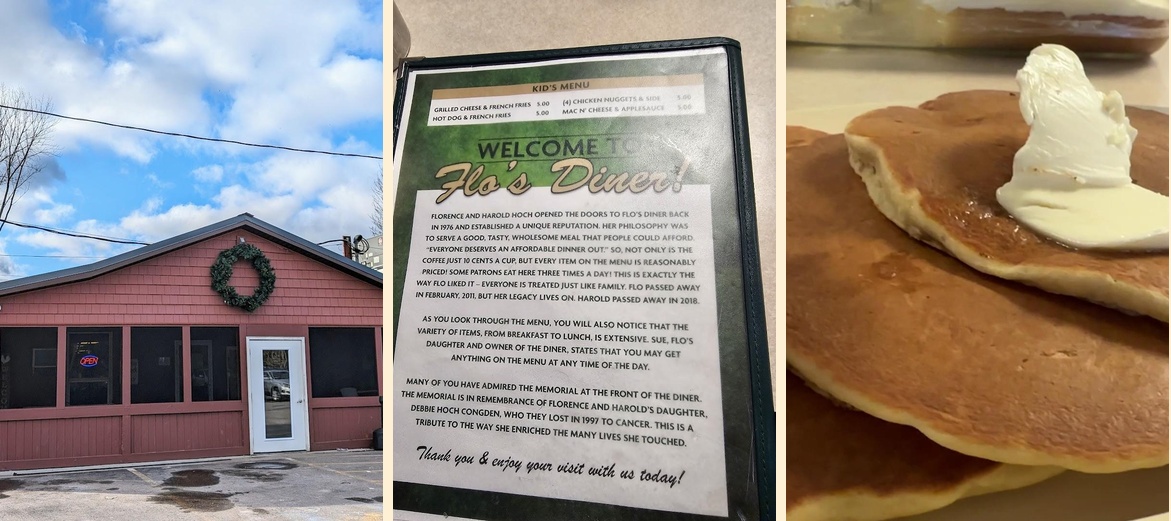 OPEN
KID'S MENU
GRILLED CHEESE & FRENCH FRIES 5.00 (4) CHICKEN NUGGETS & SIDE 5.00
HOT DOG & FRENCH FRIES 5.00 MAC N' CHEESE & APPLESAUCE 5.00
WELCOME TO
Flo's Diner!
FLORENCE AND HAROLD HOCH OPENED THE DOORS TO FLO'S DINER BACK
IN 1976 AND ESTABLISHED A UNIQUE REPUTATION. HER PHILOSOPHY WAS
TO SERVE A GOOD, TASTY, WHOLESOME MEAL THAT PEOPLE COULD AFFORD.
"EVERYONE DESERVES AN AFFORDABLE DINNER OUT." SO, NOT ONLY IS THE
COFFEE JUST 10 CENTS A CUP, BUT EVERY ITEM ON THE MENU IS REASONABLY
PRICED! SOME PATRONS EAT HERE THREE TIMES A DAY! THIS IS EXACTLY THE
WAY FLO LIKED IT – EVERYONE IS TREATED JUST LIKE FAMILY. FLO PASSED AWAY
IN FEBRUARY, 2011, BUT HER LEGACY LIVES ON. HAROLD PASSED AWAY IN 2018.
AS YOU LOOK THROUGH THE MENU, YOU WILL ALSO NOTICE THAT THE
VARIETY OF ITEMS, FROM BREAKFAST TO LUNCH, IS EXTENSIVE. SUE, FLO'S
DAUGHTER AND OWNER OF THE DINER, STATES THAT YOU MAY GET
ANYTHING ON THE MENU AT ANY TIME OF THE DAY.
MANY OF YOU HAVE ADMIRED THE MEMORIAL AT THE FRONT OF THE DINER.
THE MEMORIAL IS IN REMEMBRANCE OF FLORENCE AND HAROLD'S DAUGHTER,
DEBBIE HOCH CONGDEN, WHO THEY LOST IN 1997 TO CANCER. THIS IS A
TRIBUTE TO THE WAY SHE ENRICHED THE MANY LIVES SHE TOUCHED.
Thank you & enjoy your visit with us today!